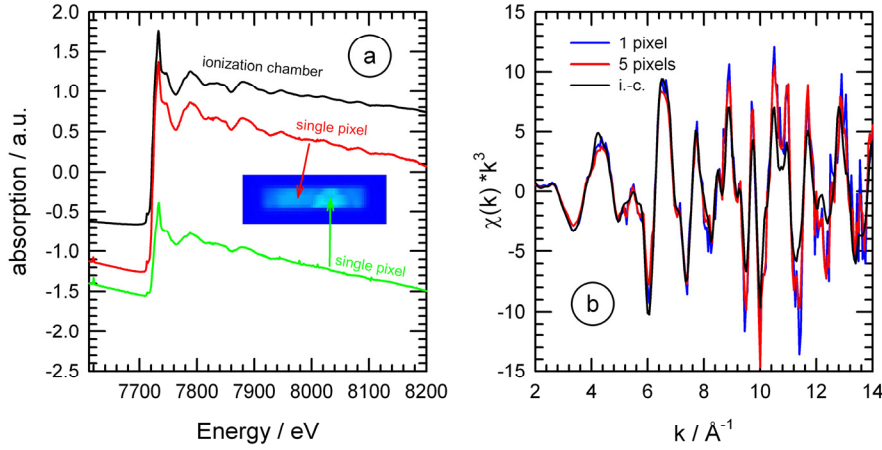 2.0
1.5
1.0
0.5
0.0
-0.5
-1.0
-1.5
-2.0
-2.5
absorption / a.u.
a
ionization chamber
single pixel
single pixel
7700 7800 7900 8000 8100 8200
Energy / eV
15
10
5
0
-5
-10
-15
χ(k) *k³
1 pixel
5 pixels
i.-c.
b
2 4 6 8 10 12 14
k / Å⁻¹